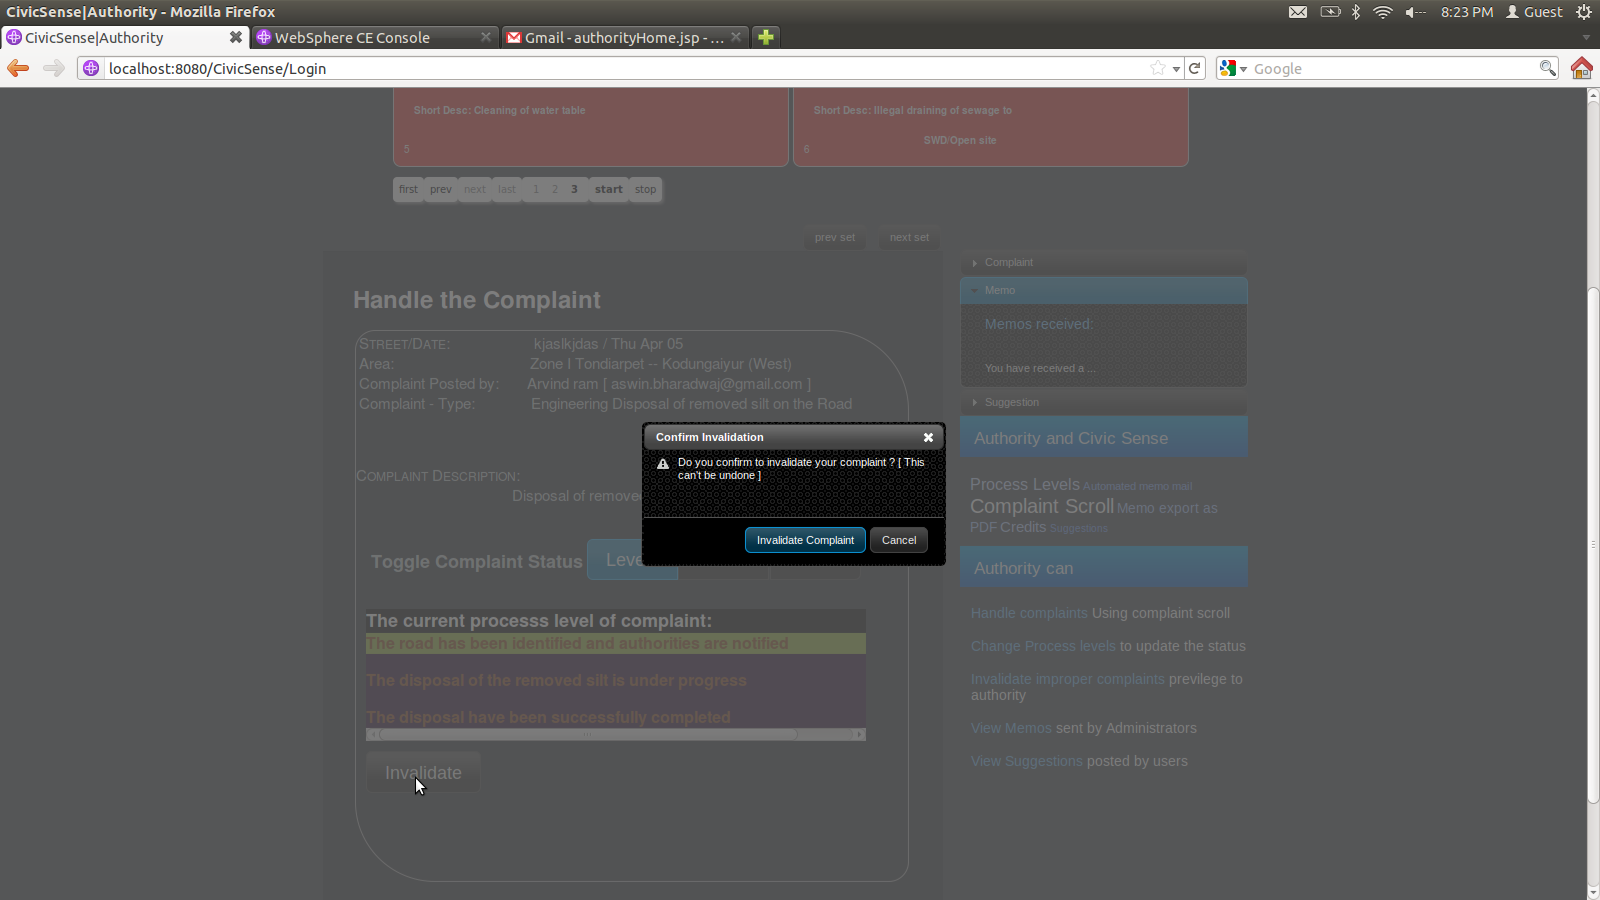 CivicSense|Authority - Mozilla Firefox
8:23 PM Guest
CivicSense|Authority
WebSphere CE Console
Gmail - authorityHome.jsp - ...
localhost:8080/CivicSense/Login
Google
Short Desc: Cleaning of water table
5
Short Desc: Illegal draining of sewage to
SWD/Open site
6
first prev next last 1 2 3 start stop
prev set next set
Handle the Complaint
STREET/DATE: kjaslkjdas / Thu Apr 05
Area: Zone I Tondiarpet -- Kodungaiyur (West)
Complaint Posted by: Arvind ram [ aswin.bharadwaj@gmail.com ]
Complaint - Type: Engineering Disposal of removed silt on the Road
COMPLAINT DESCRIPTION:
Disposal of remove
Toggle Complaint Status Leve
The current processs level of complaint:
The road has been identified and authorities are notified
The disposal of the removed silt is under progress
The disposal have been successfully completed
Invalidate
Confirm Invalidation
Do you confirm to invalidate your complaint ? [ This
can't be undone ]
Invalidate Complaint Cancel
Complaint
Memo
Memos received:
You have received a ...
Suggestion
Authority and Civic Sense
Process Levels Automated memo mail
Complaint Scroll Memo export as
PDF Credits Suggestions
Authority can
Handle complaints Using complaint scroll
Change Process levels to update the status
Invalidate improper complaints previlege to
authority
View Memos sent by Administrators
View Suggestions posted by users